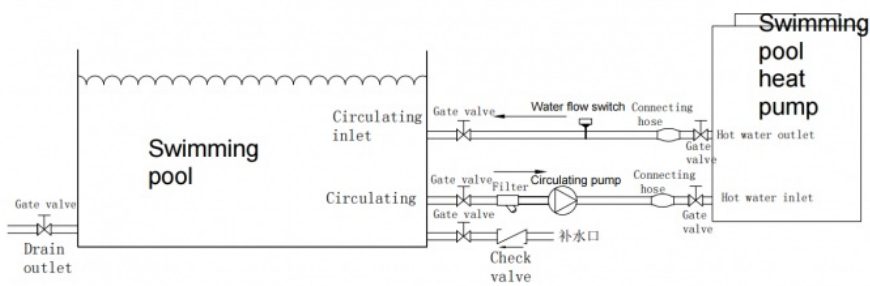 Swimming
pool
heat
pump
Circulating
inlet
Gate valve
Water flow switch
Connecting
hose
Gate
valve
Hot water outlet
Swimming
pool
Circulating
Gate valve
Filter
Circulating pump
Connecting
hose
Gate
valve
Hot water inlet
Gate valve
补水口
Check
valve
Gate valve
Drain
outlet